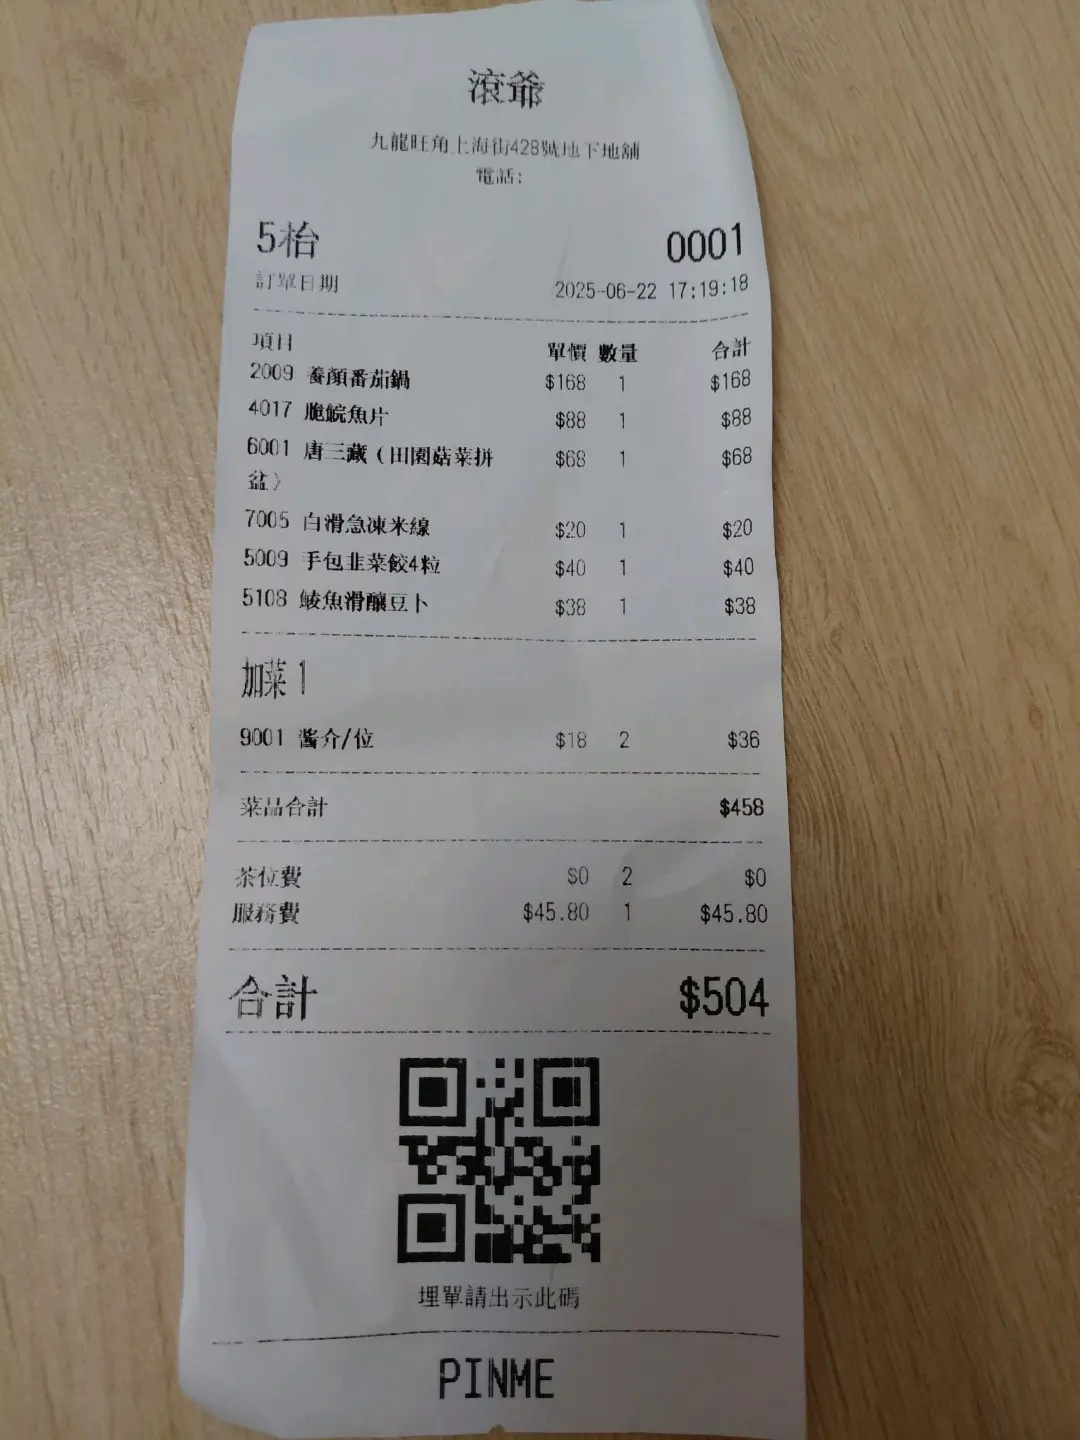 滾爺
九龍旺角上海街428號地下地舖
電話:
5枱 0001
訂單日期 2025-06-22 17:19:18
項目 單價 數量 合計
2009 養顏番茄鍋 $168 1 $168
4017 脆鯇魚片 $88 1 $88
6001 唐三藏（田園菇菜拼 $68 1 $68
盆）
7005 白滑急凍米線 $20 1 $20
5009 手包韭菜餃4粒 $40 1 $40
5108 鯪魚滑釀豆卜 $38 1 $38
加菜 1
9001 醬介/位 $18 2 $36
菜品合計 $458
茶位費 $0 2 $0
服務費 $45.80 1 $45.80
合計 $504
埋單請出示此碼
PINME